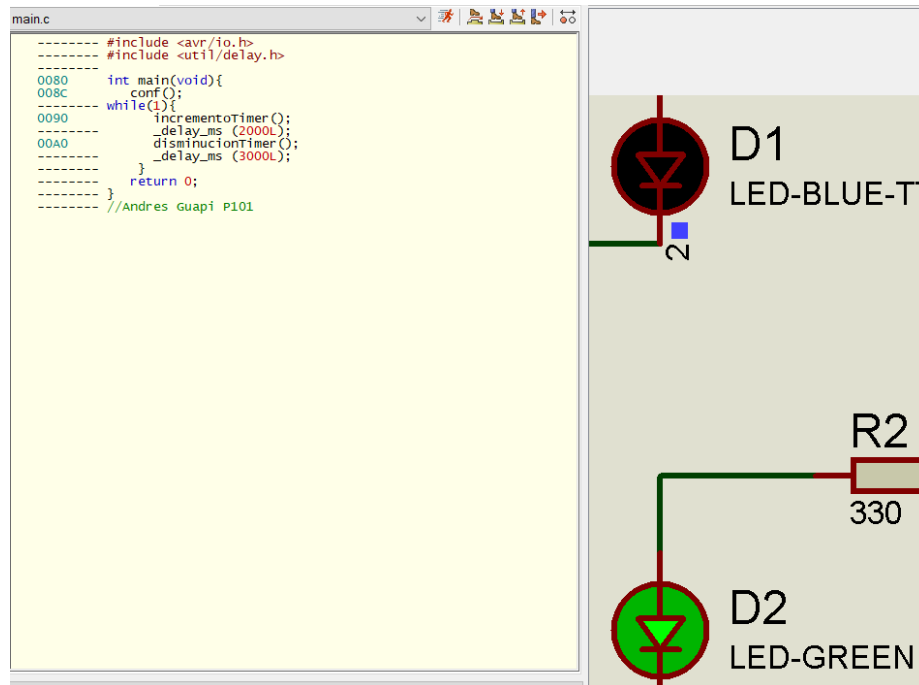 main.c
-------- #include <avr/io.h>
-------- #include <util/delay.h>
--------
0080 int main(void){
008C conf();
-------- while(1){
0090 incrementoTimer();
-------- _delay_ms (2000L);
00A0 disminucionTimer();
-------- _delay_ms (3000L);
-------- }
-------- return 0;
-------- }
-------- //Andres Guapi P101
D1
LED-BLUE-TT
2
R2
330
D2
LED-GREEN